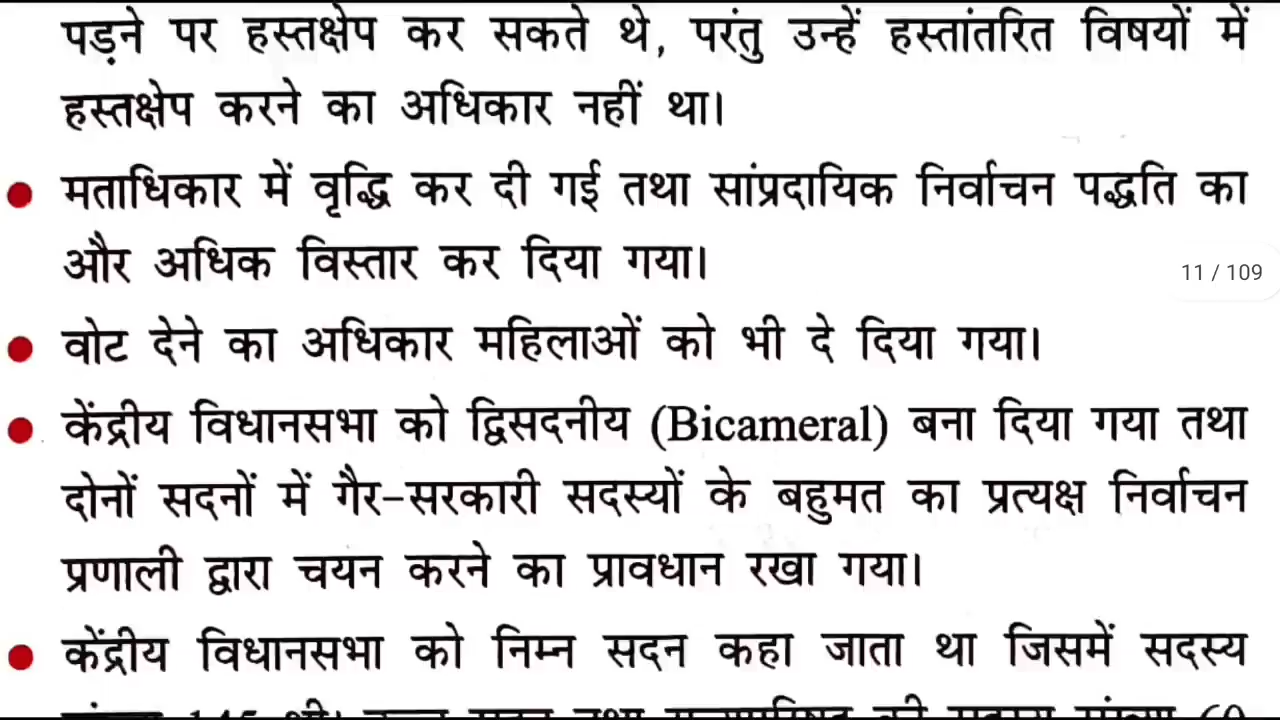 पड़ने पर हस्तक्षेप कर सकते थे, परंतु उन्हें हस्तांतरित विषयों में
हस्तक्षेप करने का अधिकार नहीं था।
● मताधिकार में वृद्धि कर दी गई तथा सांप्रदायिक निर्वाचन पद्धति का
और अधिक विस्तार कर दिया गया।
11 / 109
● वोट देने का अधिकार महिलाओं को भी दे दिया गया।
● केंद्रीय विधानसभा को द्विसदनीय (Bicameral) बना दिया गया तथा
दोनों सदनों में गैर-सरकारी सदस्यों के बहुमत का प्रत्यक्ष निर्वाचन
प्रणाली द्वारा चयन करने का प्रावधान रखा गया।
● केंद्रीय विधानसभा को निम्न सदन कहा जाता था जिसमें सदस्य